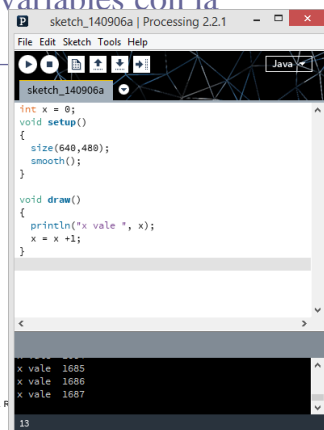 variables con la
sketch_140906a | Processing 2.2.1
File Edit Sketch Tools Help
Java
sketch_140906a
int x = 0;
void setup()
{
size(640,480);
smooth();
}
void draw()
{
println("x vale ", x);
x = x +1;
}
x vale 1685
x vale 1686
x vale 1687
13